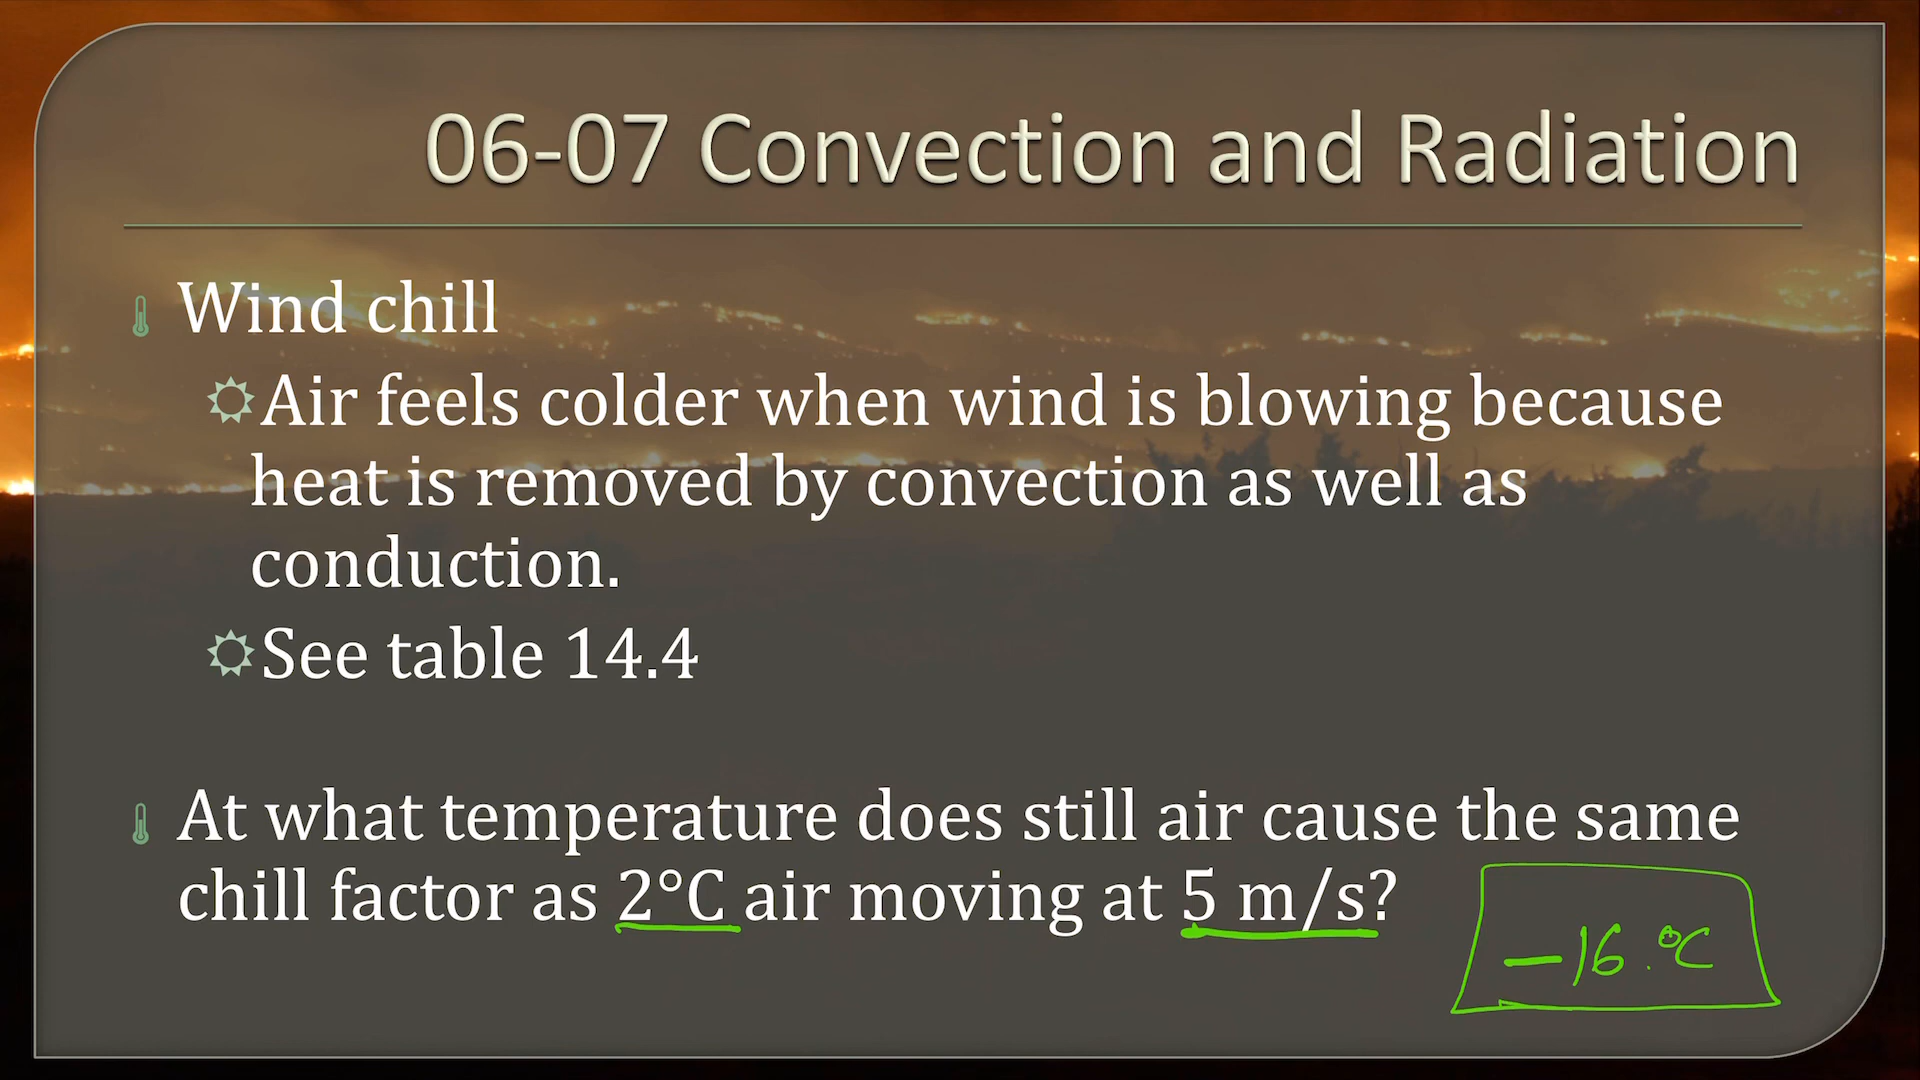 06-07 Convection and Radiation
Wind chill
Air feels colder when wind is blowing because
heat is removed by convection as well as
conduction.
See table 14.4
At what temperature does still air cause the same
chill factor as 2°C air moving at 5 m/s?
-16.°C